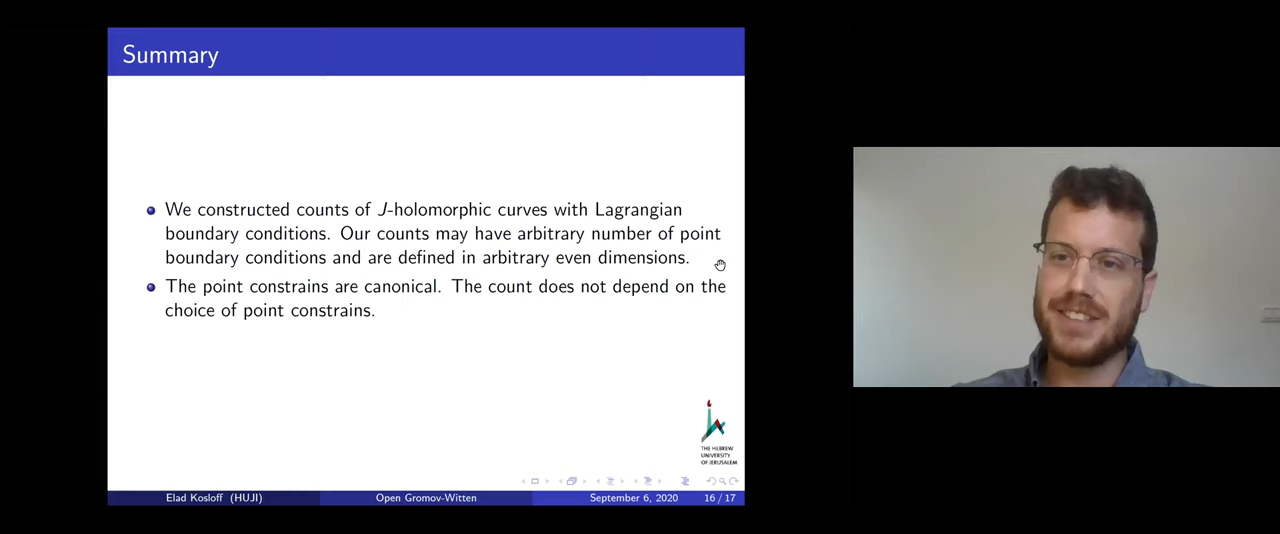 Summary
We constructed counts of J-holomorphic curves with Lagrangian
boundary conditions. Our counts may have arbitrary number of point
boundary conditions and are defined in arbitrary even dimensions.
The point constrains are canonical. The count does not depend on the
choice of point constrains.
THE HEBREW
UNIVERSITY
OF JERUSALEM
Elad Kosloff (HUJI) Open Gromov-Witten September 6, 2020 16 / 17